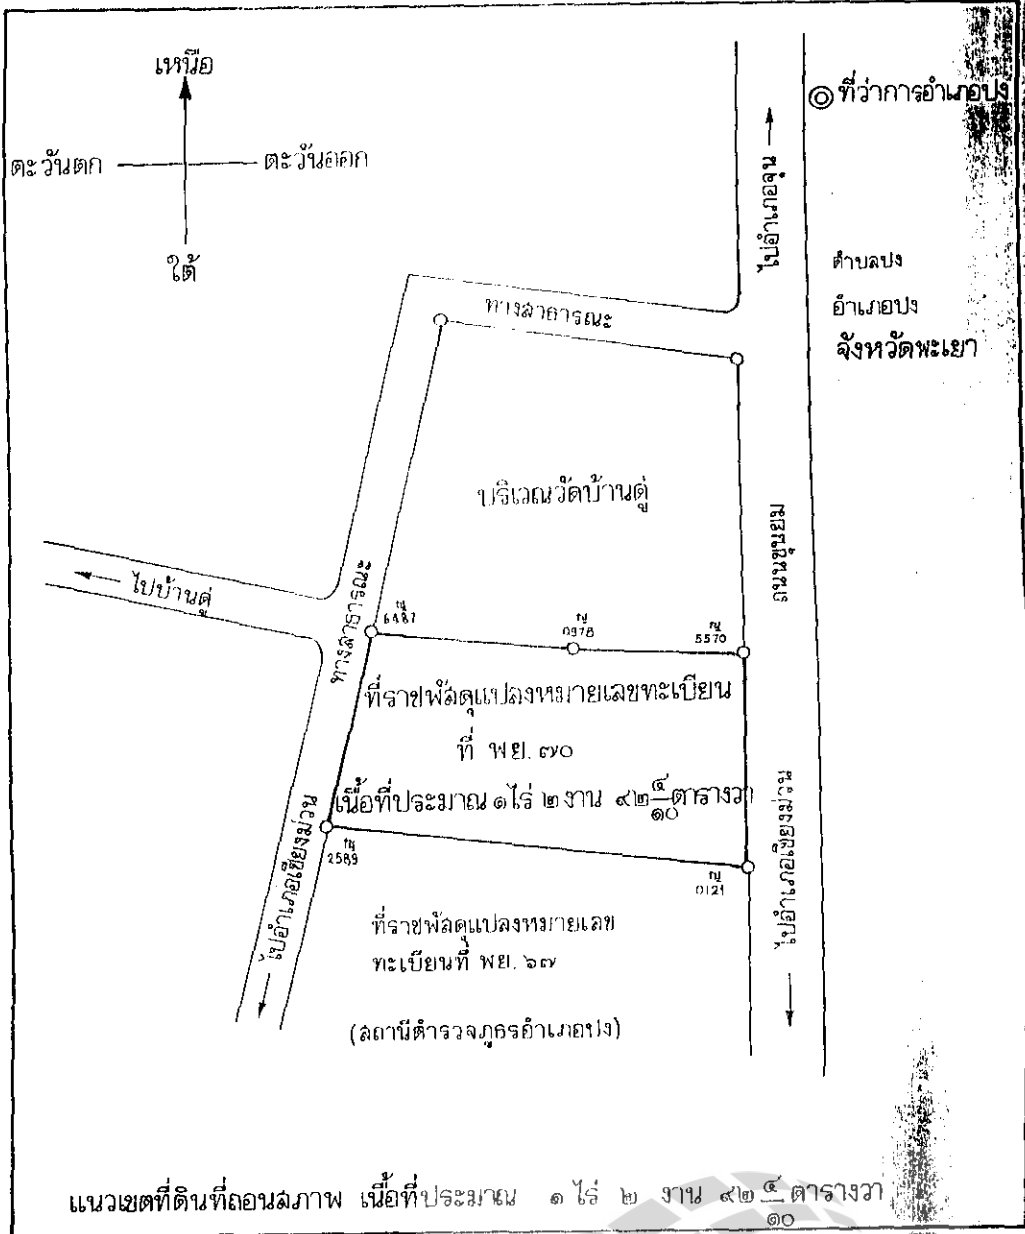 เหนือ
ตะวันตก
ตะวันออก
ใต้
◎ ที่ว่าการอำเภอปง
ไปอำเภอจุน
ตำบลปง
อำเภอปง
จังหวัดพะเยา
ทางสาธารณะ
บริเวณวัดบ้านดู่
ถนนยุ้นยอม
ไปบ้านดู่
ทางสาธารณะ
ณ 6487
ณ 0978
ณ 5570
ที่ราชพัสดุแปลงหมายเลขทะเบียน
ที่ พย. ๗๐
เนื้อที่ประมาณ ๑ ไร่ ๒ งาน ๙๒ ๔/๑๐ ตารางวา
ณ 2589
ณ 0121
ไปอำเภอเชียงม่วน
ไปอำเภอเชียงม่วน
ที่ราชพัสดุแปลงหมายเลข
ทะเบียนที่ พย. ๖๗
(สถานีตำรวจภูธรอำเภอปง)
แนวเขตที่ดินที่ถอนสภาพ เนื้อที่ประมาณ ๑ ไร่ ๒ งาน ๙๒ ๔/๑๐ ตารางวา